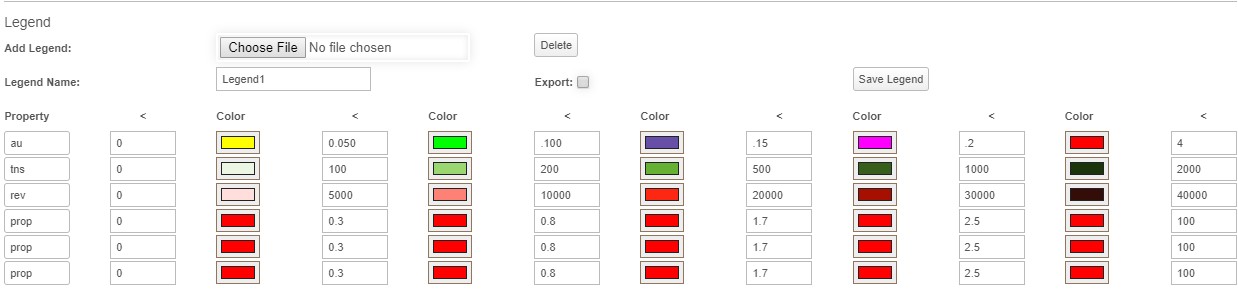 Legend
Add Legend: Choose File No file chosen Delete
Legend Name: Legend1 Export: Save Legend
Property < Color < Color < Color < Color < Color <
au 0 0.050 .100 .15 .2 4
tns 0 100 200 500 1000 2000
rev 0 5000 10000 20000 30000 40000
prop 0 0.3 0.8 1.7 2.5 100
prop 0 0.3 0.8 1.7 2.5 100
prop 0 0.3 0.8 1.7 2.5 100